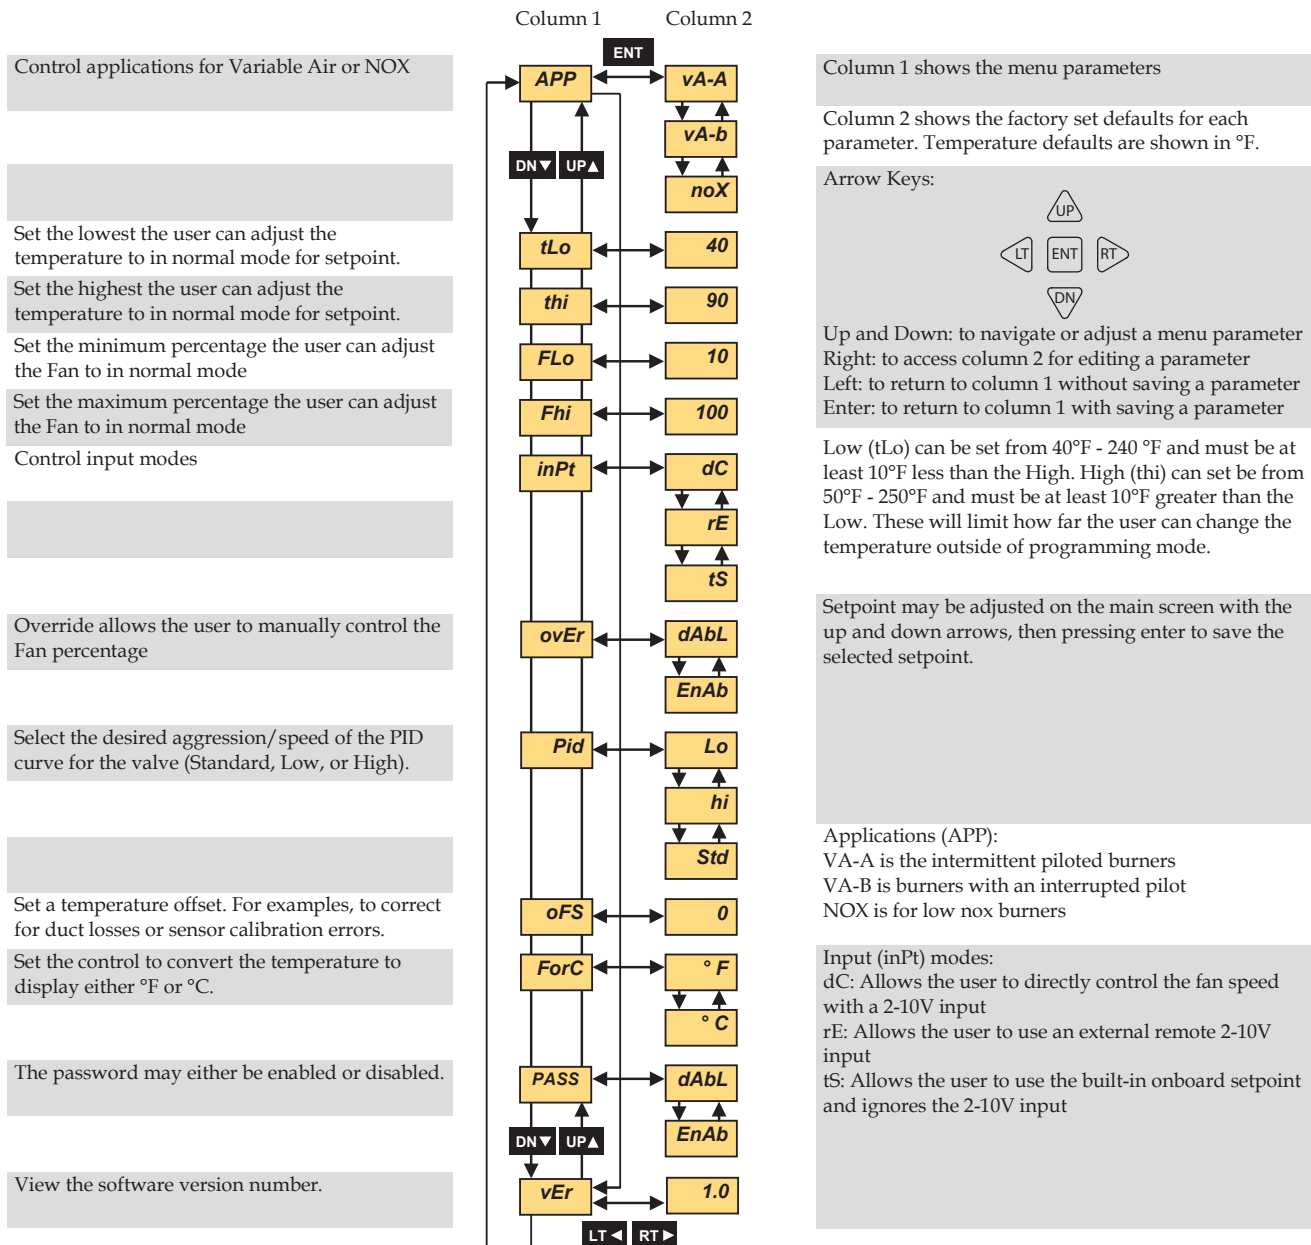 Column 1
Column 2
ENT
Control applications for Variable Air or NOX
APP
vA-A
vA-b
noX
DN▼
UP▲
Set the lowest the user can adjust the
temperature to in normal mode for setpoint.
tLo
40
Set the highest the user can adjust the
temperature to in normal mode for setpoint.
thi
90
Set the minimum percentage the user can adjust
the Fan to in normal mode
FLo
10
Set the maximum percentage the user can adjust
the Fan to in normal mode
Fhi
100
Control input modes
inPt
dC
rE
tS
Override allows the user to manually control the
Fan percentage
ovEr
dAbL
EnAb
Select the desired aggression/speed of the PID
curve for the valve (Standard, Low, or High).
Pid
Lo
hi
Std
Set a temperature offset. For examples, to correct
for duct losses or sensor calibration errors.
oFS
0
Set the control to convert the temperature to
display either °F or °C.
ForC
° F
° C
The password may either be enabled or disabled.
PASS
dAbL
EnAb
DN▼
UP▲
View the software version number.
vEr
1.0
LT◄
RT►
Column 1 shows the menu parameters
Column 2 shows the factory set defaults for each
parameter. Temperature defaults are shown in °F.
Arrow Keys:
UP
LT
ENT
RT
DN
Up and Down: to navigate or adjust a menu parameter
Right: to access column 2 for editing a parameter
Left: to return to column 1 without saving a parameter
Enter: to return to column 1 with saving a parameter
Low (tLo) can be set from 40°F - 240 °F and must be at
least 10°F less than the High. High (thi) can set be from
50°F - 250°F and must be at least 10°F greater than the
Low. These will limit how far the user can change the
temperature outside of programming mode.
Setpoint may be adjusted on the main screen with the
up and down arrows, then pressing enter to save the
selected setpoint.
Applications (APP):
VA-A is the intermittent piloted burners
VA-B is burners with an interrupted pilot
NOX is for low nox burners
Input (inPt) modes:
dC: Allows the user to directly control the fan speed
with a 2-10V input
rE: Allows the user to use an external remote 2-10V
input
tS: Allows the user to use the built-in onboard setpoint
and ignores the 2-10V input